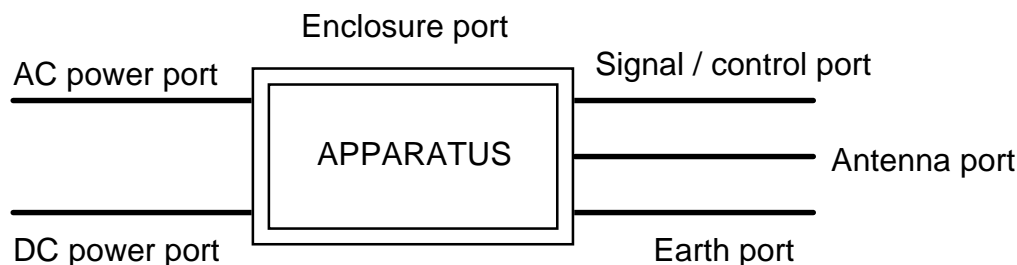 Enclosure port
AC power port
Signal / control port
APPARATUS
Antenna port
DC power port
Earth port